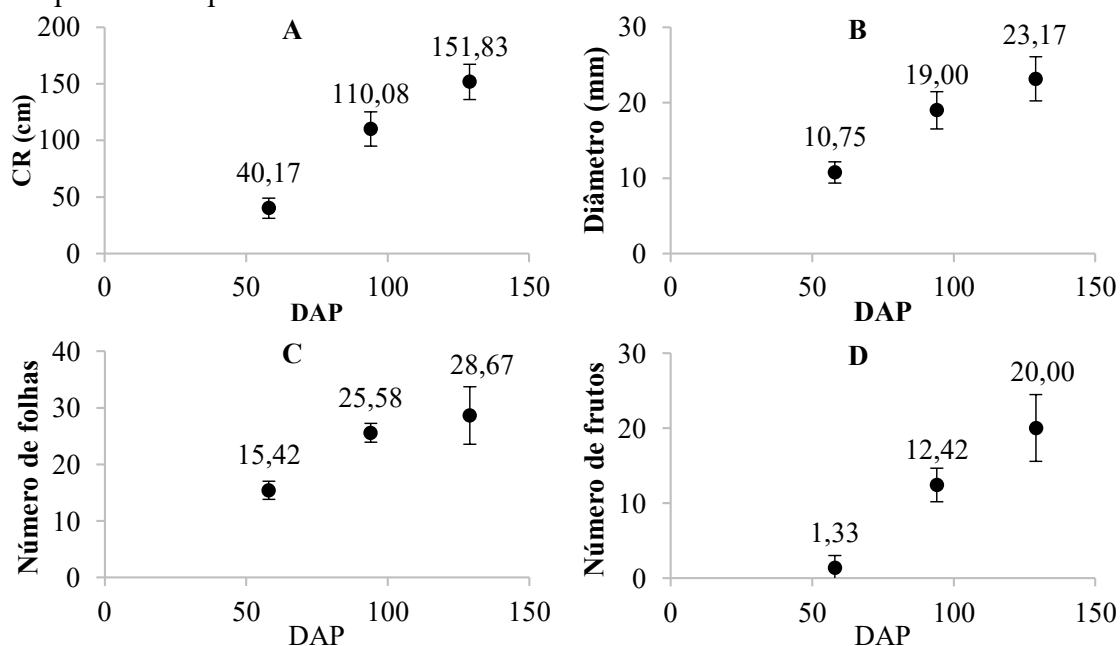 A
CR (cm)
200
150
100
50
0
40,17
110,08
151,83
0 50 100 150
DAP
B
Diâmetro (mm)
30
20
10
0
10,75
19,00
23,17
0 50 100 150
DAP
C
Número de folhas
40
30
20
10
0
15,42
25,58
28,67
0 50 100 150
DAP
D
Número de frutos
30
20
10
0
1,33
12,42
20,00
0 50 100 150
DAP